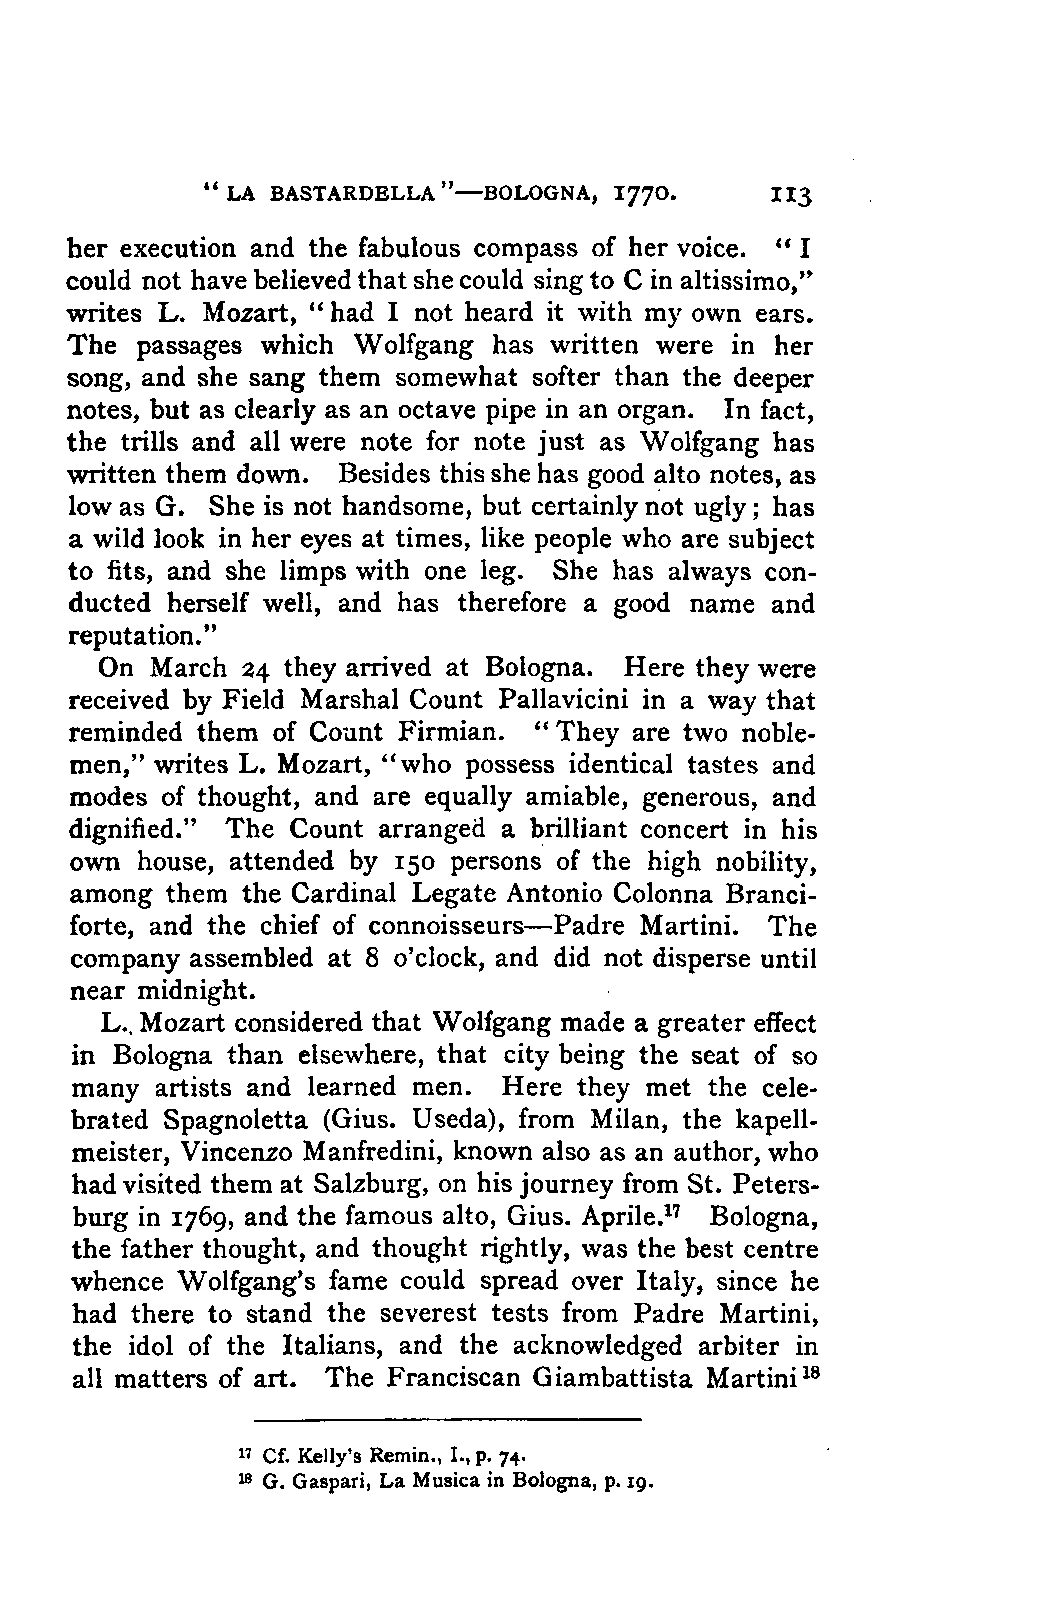 “ LA BASTARDELLA ”—BOLOGNA, 1770. 113
her execution and the fabulous compass of her voice. “ I
could not have believed that she could sing to C in altissimo,”
writes L. Mozart, “ had I not heard it with my own ears.
The passages which Wolfgang has written were in her
song, and she sang them somewhat softer than the deeper
notes, but as clearly as an octave pipe in an organ. In fact,
the trills and all were note for note just as Wolfgang has
written them down. Besides this she has good alto notes, as
low as G. She is not handsome, but certainly not ugly ; has
a wild look in her eyes at times, like people who are subject
to fits, and she limps with one leg. She has always con-
ducted herself well, and has therefore a good name and
reputation.”
On March 24 they arrived at Bologna. Here they were
received by Field Marshal Count Pallavicini in a way that
reminded them of Count Firmian. “ They are two noble-
men,” writes L. Mozart, “who possess identical tastes and
modes of thought, and are equally amiable, generous, and
dignified.” The Count arranged a brilliant concert in his
own house, attended by 150 persons of the high nobility,
among them the Cardinal Legate Antonio Colonna Branci-
forte, and the chief of connoisseurs—Padre Martini. The
company assembled at 8 o’clock, and did not disperse until
near midnight.
L. Mozart considered that Wolfgang made a greater effect
in Bologna than elsewhere, that city being the seat of so
many artists and learned men. Here they met the cele-
brated Spagnoletta (Gius. Useda), from Milan, the kapell-
meister, Vincenzo Manfredini, known also as an author, who
had visited them at Salzburg, on his journey from St. Peters-
burg in 1769, and the famous alto, Gius. Aprile.¹⁷ Bologna,
the father thought, and thought rightly, was the best centre
whence Wolfgang’s fame could spread over Italy, since he
had there to stand the severest tests from Padre Martini,
the idol of the Italians, and the acknowledged arbiter in
all matters of art. The Franciscan Giambattista Martini ¹⁸
¹⁷ Cf. Kelly’s Remin., I., p. 74.
¹⁸ G. Gaspari, La Musica in Bologna, p. 19.